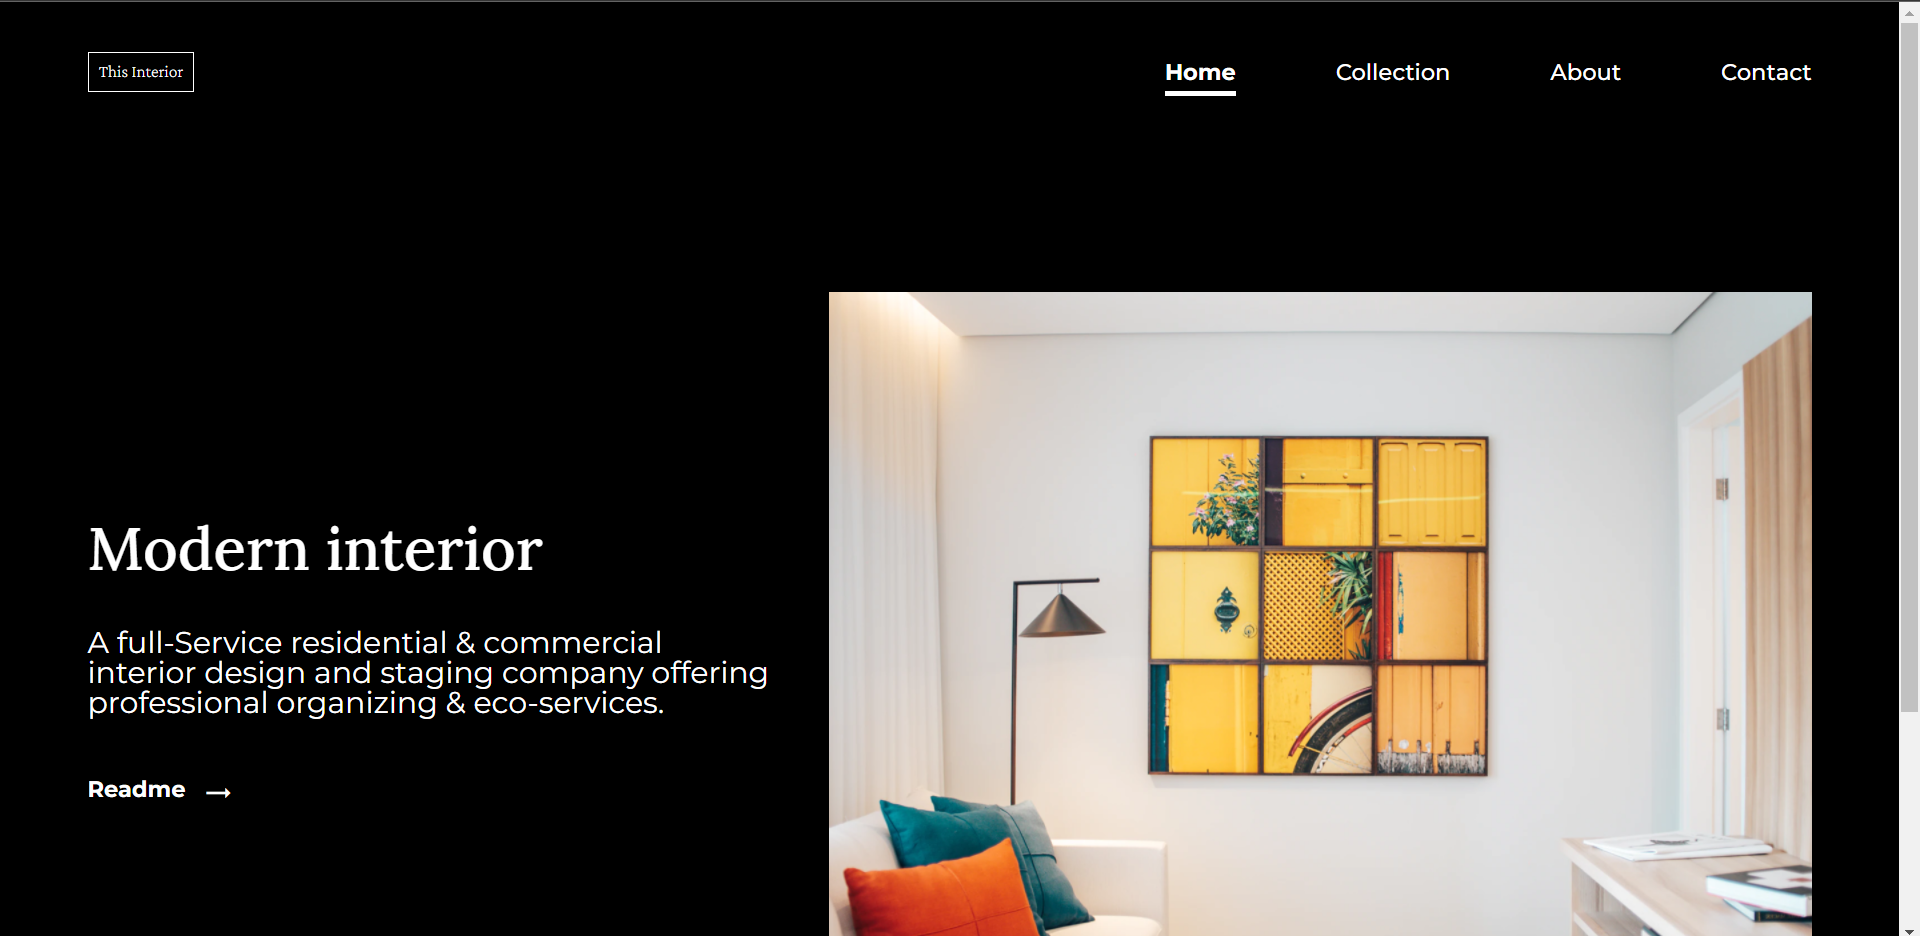 This Interior
Home
Collection
About
Contact
Modern interior
A full-Service residential & commercial
interior design and staging company offering
professional organizing & eco-services.
Readme